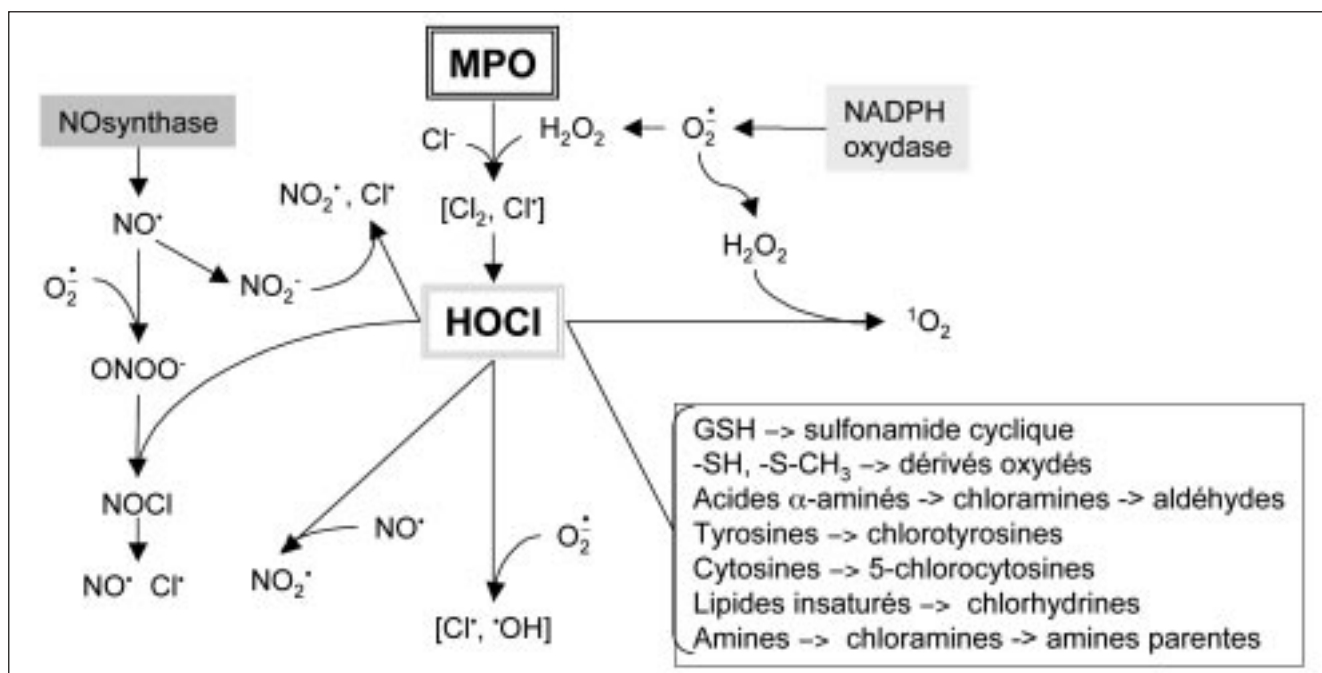 MPO
NOsynthase
NADPH
oxydase
Cl⁻
H₂O₂
O₂•⁻
NO₂•, Cl•
[Cl₂, Cl•]
NO•
H₂O₂
O₂•⁻
NO₂⁻
HOCl
¹O₂
ONOO⁻
GSH –> sulfonamide cyclique
-SH, -S-CH₃ –> dérivés oxydés
Acides α-aminés -> chloramines -> aldéhydes
Tyrosines –> chlorotyrosines
Cytosines –> 5-chlorocytosines
Lipides insaturés –> chlorhydrines
Amines –> chloramines -> amines parentes
NOCl
NO•
O₂•⁻
NO• Cl•
NO₂•
[Cl•, •OH]